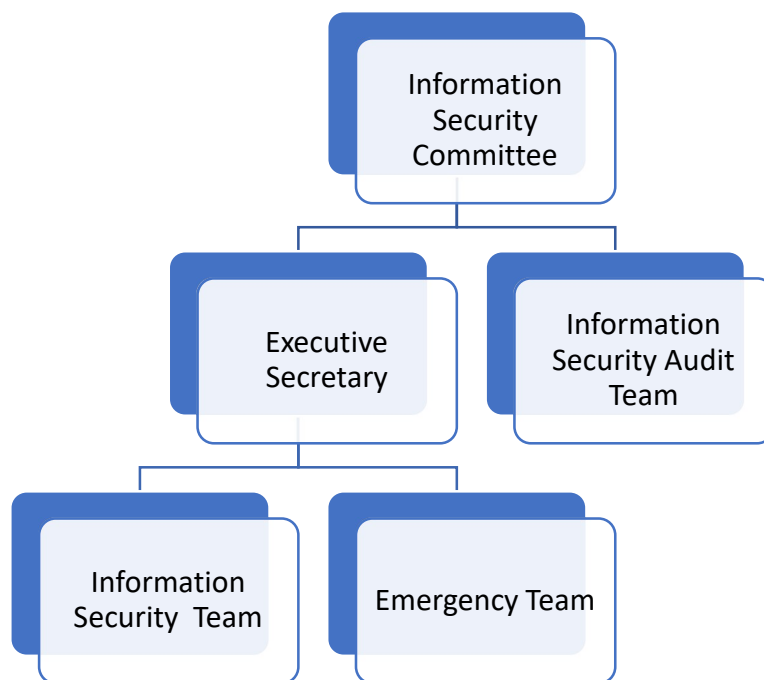 Information
Security
Committee
Executive
Secretary
Information
Security Audit
Team
Information
Security  Team
Emergency Team